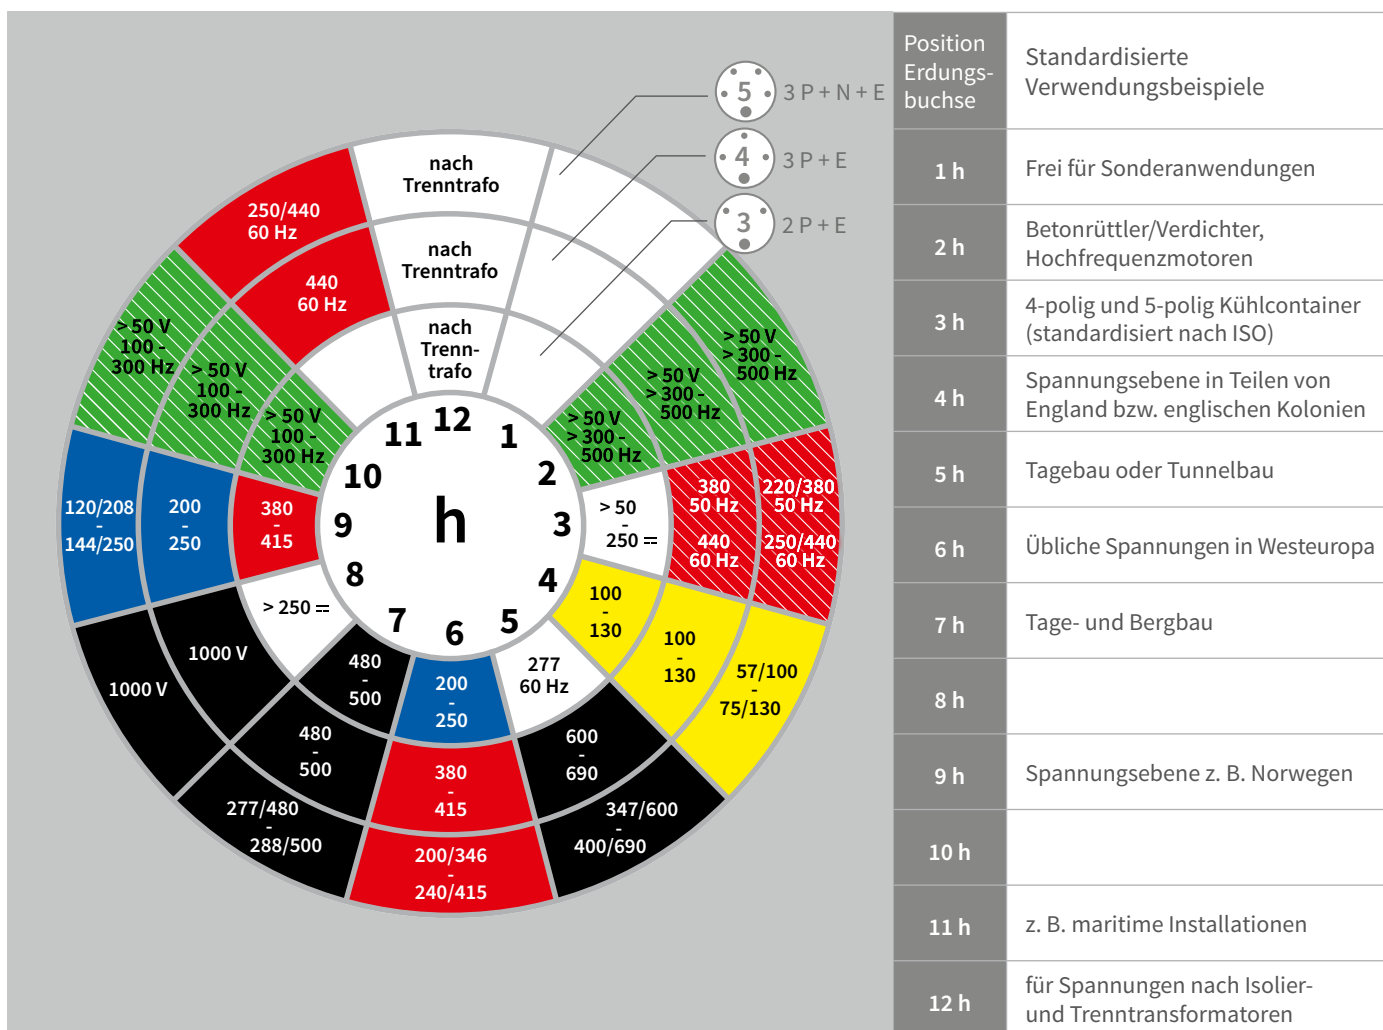 5 3 P + N + E
4 3 P + E
3 2 P + E
nach
Trenntrafo
nach
Trenntrafo
nach
Trenn-
trafo
250/440
60 Hz
440
60 Hz
> 50 V
100 -
300 Hz
> 50 V
100 -
300 Hz
> 50 V
100 -
300 Hz
> 50 V
> 300 -
500 Hz
> 50 V
> 300 -
500 Hz
> 50 V
> 300 -
500 Hz
120/208
-
144/250
200
-
250
380
-
415
> 50
-
250 ⎓
380
50 Hz
440
60 Hz
220/380
50 Hz
250/440
60 Hz
12
1
2
3
4
5
6
7
8
9
10
11
h
100
-
130
100
-
130
57/100
-
75/130
277
60 Hz
600
-
690
347/600
-
400/690
200
-
250
380
-
415
200/346
-
240/415
480
-
500
480
-
500
277/480
-
288/500
> 250 ⎓
1000 V
1000 V
Position
Erdungs-
buchse
Standardisierte
Verwendungsbeispiele
1 h Frei für Sonderanwendungen
2 h Betonrüttler/Verdichter,
Hochfrequenzmotoren
3 h 4-polig und 5-polig Kühlcontainer
(standardisiert nach ISO)
4 h Spannungsebene in Teilen von
England bzw. englischen Kolonien
5 h Tagebau oder Tunnelbau
6 h Übliche Spannungen in Westeuropa
7 h Tage- und Bergbau
8 h
9 h Spannungsebene z. B. Norwegen
10 h
11 h z. B. maritime Installationen
12 h für Spannungen nach Isolier-
und Trenntransformatoren